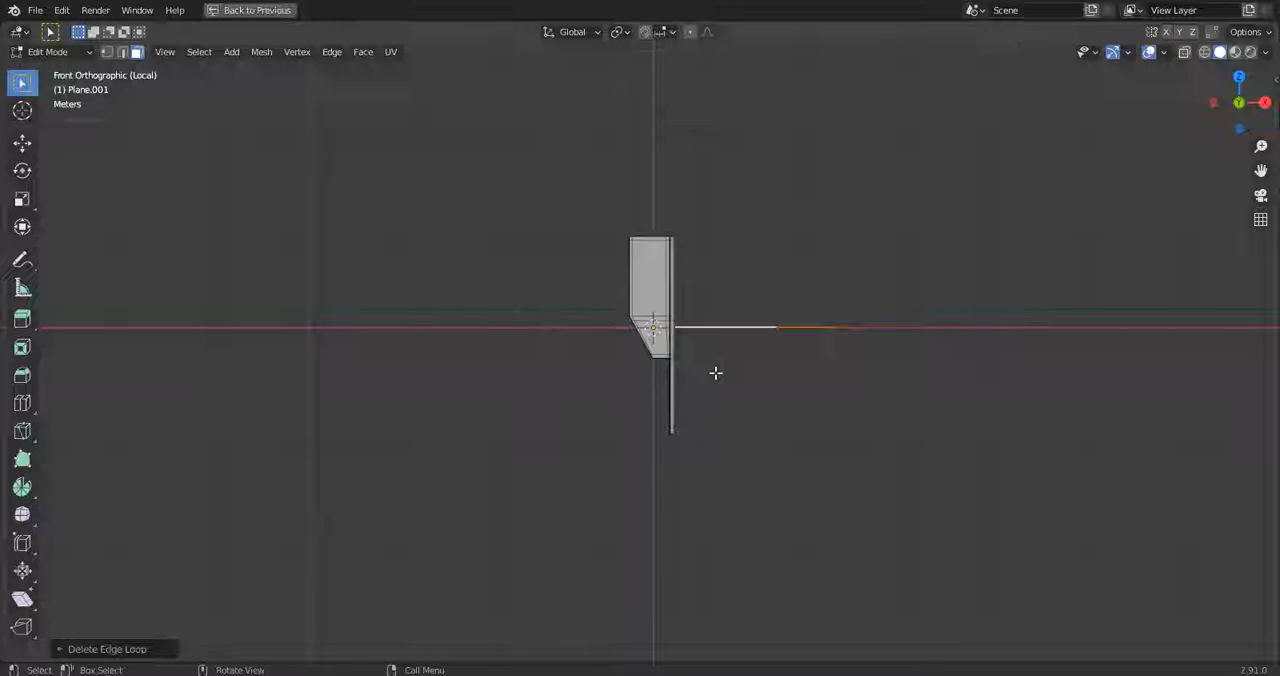 File Edit Render Window Help Back to Previous Scene View Layer
Global Options
X Y Z
Edit Mode View Select Add Mesh Vertex Edge Face UV
Front Orthographic (Local)
(1) Plane.001
Meters
Z
Y X
Delete Edge Loop
Select Box Select Rotate View Call Menu 2.91.0